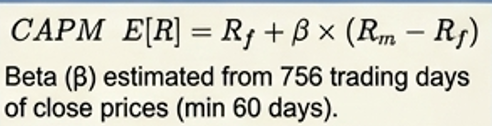 CAPM E[R] = R_f + β × (R_m − R_f)
Beta (β) estimated from 756 trading days
of close prices (min 60 days).